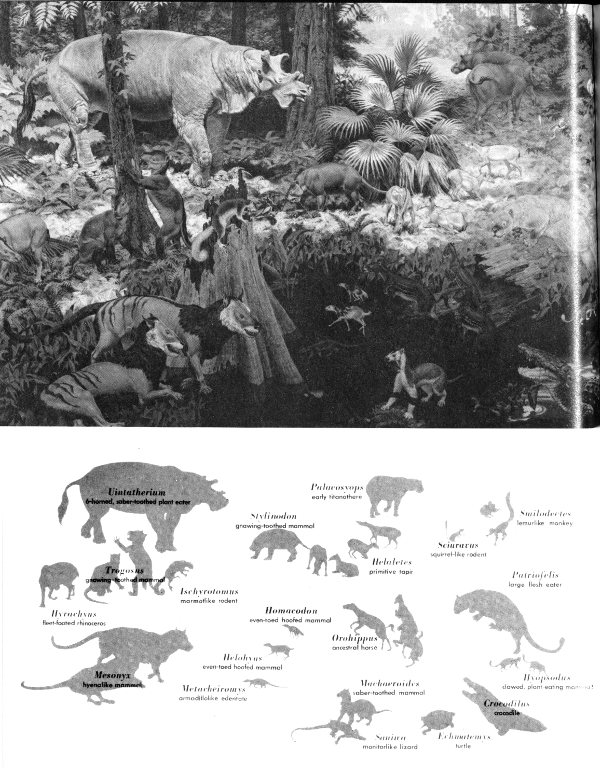 Uintatherium
6-horned, saber-toothed plant eater
Palaeosyops
early titanothere
Stylinodon
gnawing-toothed mammal
Smilodectes
lemurlike monkey
Sciuravus
squirrel-like rodent
Trogosus
gnawing-toothed mammal
Helaletes
primitive tapir
Ischyrotomus
marmotlike rodent
Patriofelis
large flesh eater
Hyrachyus
fleet-footed rhinoceros
Homacodon
even-toed hoofed mammal
Orohippus
ancestral horse
Helohyus
even-toed hoofed mammal
Mesonyx
hyenalike mammal
Metacheiromys
armadillolike edentate
Machaeroides
saber-toothed mammal
Hyopsodus
clawed, plant eating mammal
Crocodilus
crocodile
Saniwa
monitorlike lizard
Echmatemys
turtle